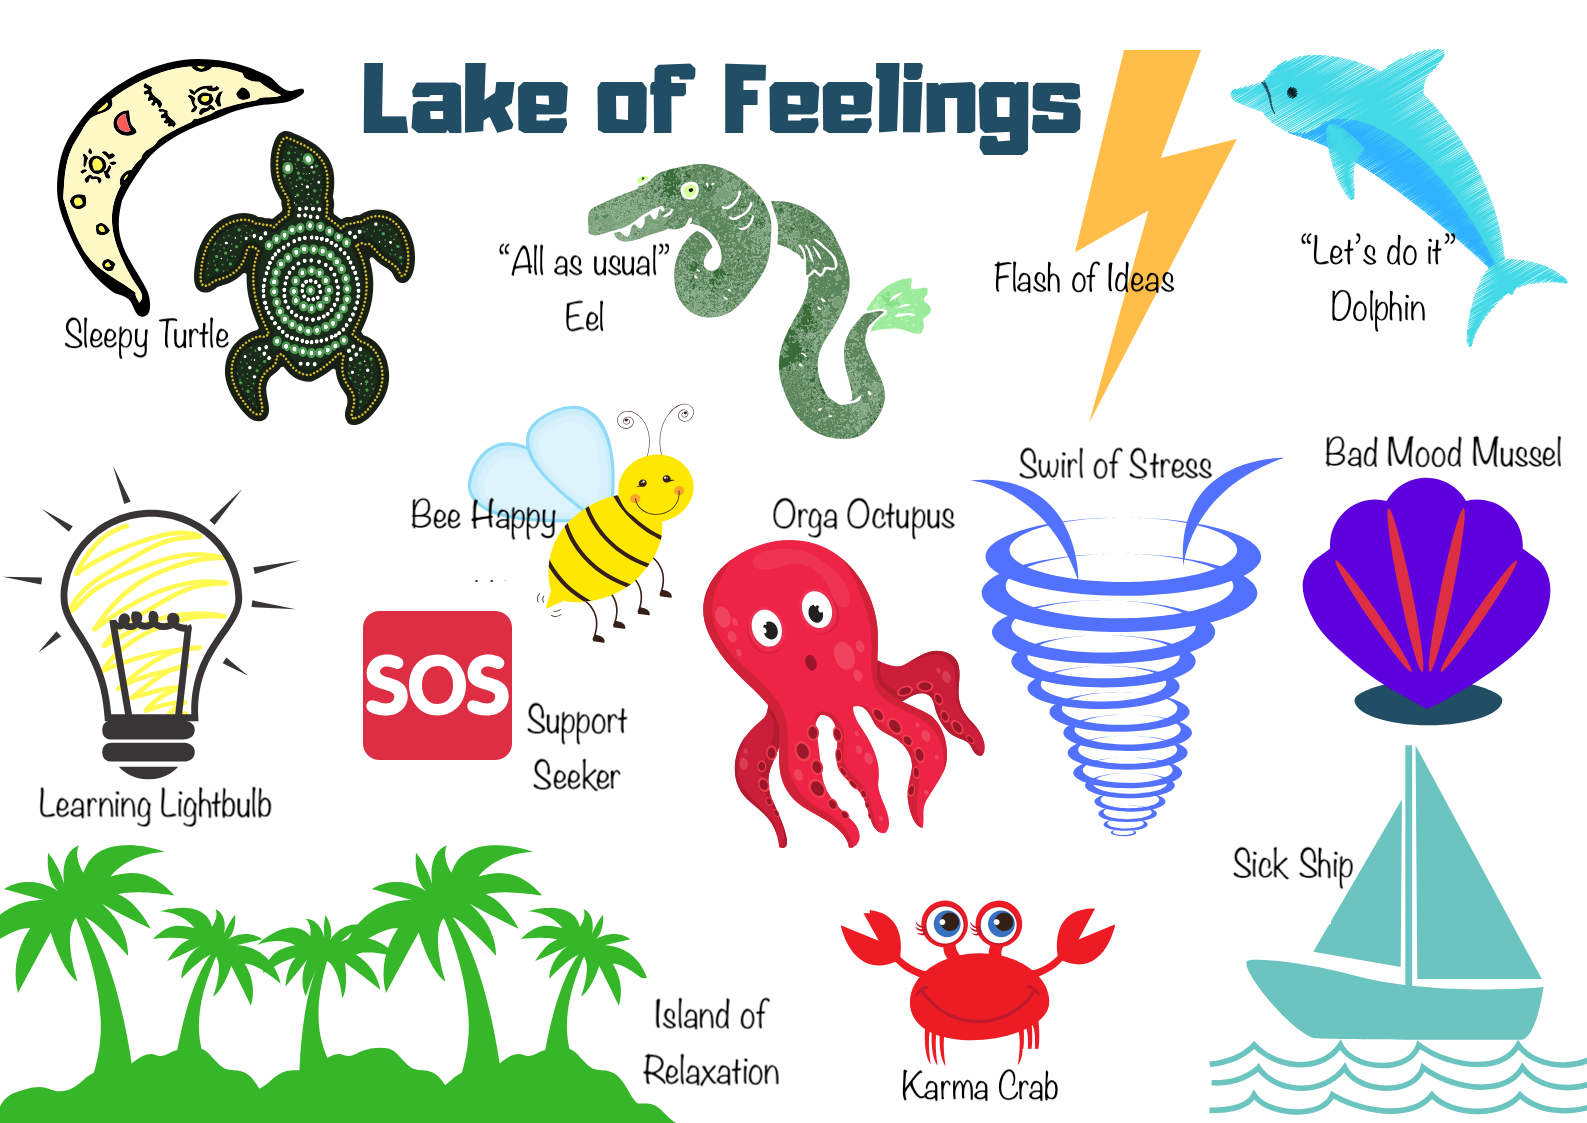 Lake of Feelings
Sleepy Turtle
“All as usual”
Eel
Flash of Ideas
“Let’s do it”
Dolphin
Bee Happy
Orga Octupus
Swirl of Stress
Bad Mood Mussel
SOS
Support
Seeker
Learning Lightbulb
Sick Ship
Island of
Relaxation
Karma Crab